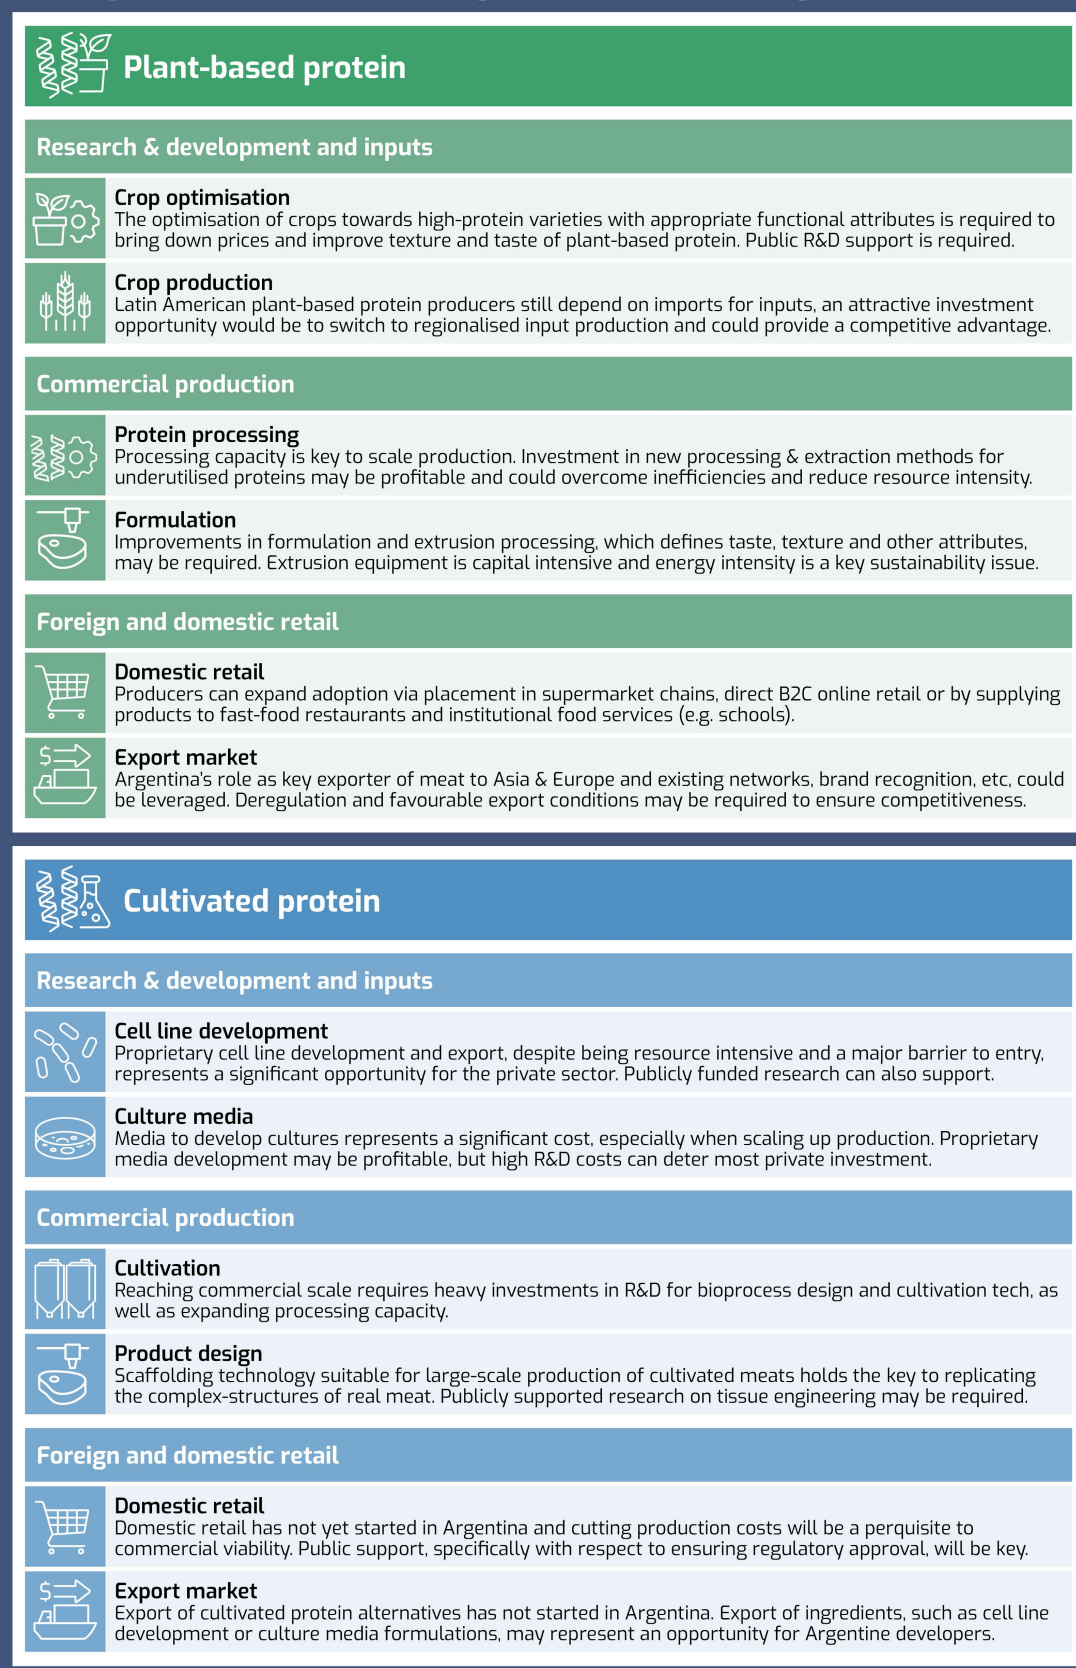 Plant-based protein
Research & development and inputs
Crop optimisation
The optimisation of crops towards high-protein varieties with appropriate functional attributes is required to
bring down prices and improve texture and taste of plant-based protein. Public R&D support is required.
Crop production
Latin American plant-based protein producers still depend on imports for inputs, an attractive investment
opportunity would be to switch to regionalised input production and could provide a competitive advantage.
Commercial production
Protein processing
Processing capacity is key to scale production. Investment in new processing & extraction methods for
underutilised proteins may be profitable and could overcome inefficiencies and reduce resource intensity.
Formulation
Improvements in formulation and extrusion processing, which defines taste, texture and other attributes,
may be required. Extrusion equipment is capital intensive and energy intensity is a key sustainability issue.
Foreign and domestic retail
Domestic retail
Producers can expand adoption via placement in supermarket chains, direct B2C online retail or by supplying
products to fast-food restaurants and institutional food services (e.g. schools).
$
Export market
Argentina's role as key exporter of meat to Asia & Europe and existing networks, brand recognition, etc, could
be leveraged. Deregulation and favourable export conditions may be required to ensure competitiveness.
Cultivated protein
Research & development and inputs
Cell line development
Proprietary cell line development and export, despite being resource intensive and a major barrier to entry,
represents a significant opportunity for the private sector. Publicly funded research can also support.
Culture media
Media to develop cultures represents a significant cost, especially when scaling up production. Proprietary
media development may be profitable, but high R&D costs can deter most private investment.
Commercial production
Cultivation
Reaching commercial scale requires heavy investments in R&D for bioprocess design and cultivation tech, as
well as expanding processing capacity.
Product design
Scaffolding technology suitable for large-scale production of cultivated meats holds the key to replicating
the complex-structures of real meat. Publicly supported research on tissue engineering may be required.
Foreign and domestic retail
Domestic retail
Domestic retail has not yet started in Argentina and cutting production costs will be a perquisite to
commercial viability. Public support, specifically with respect to ensuring regulatory approval, will be key.
$
Export market
Export of cultivated protein alternatives has not started in Argentina. Export of ingredients, such as cell line
development or culture media formulations, may represent an opportunity for Argentine developers.